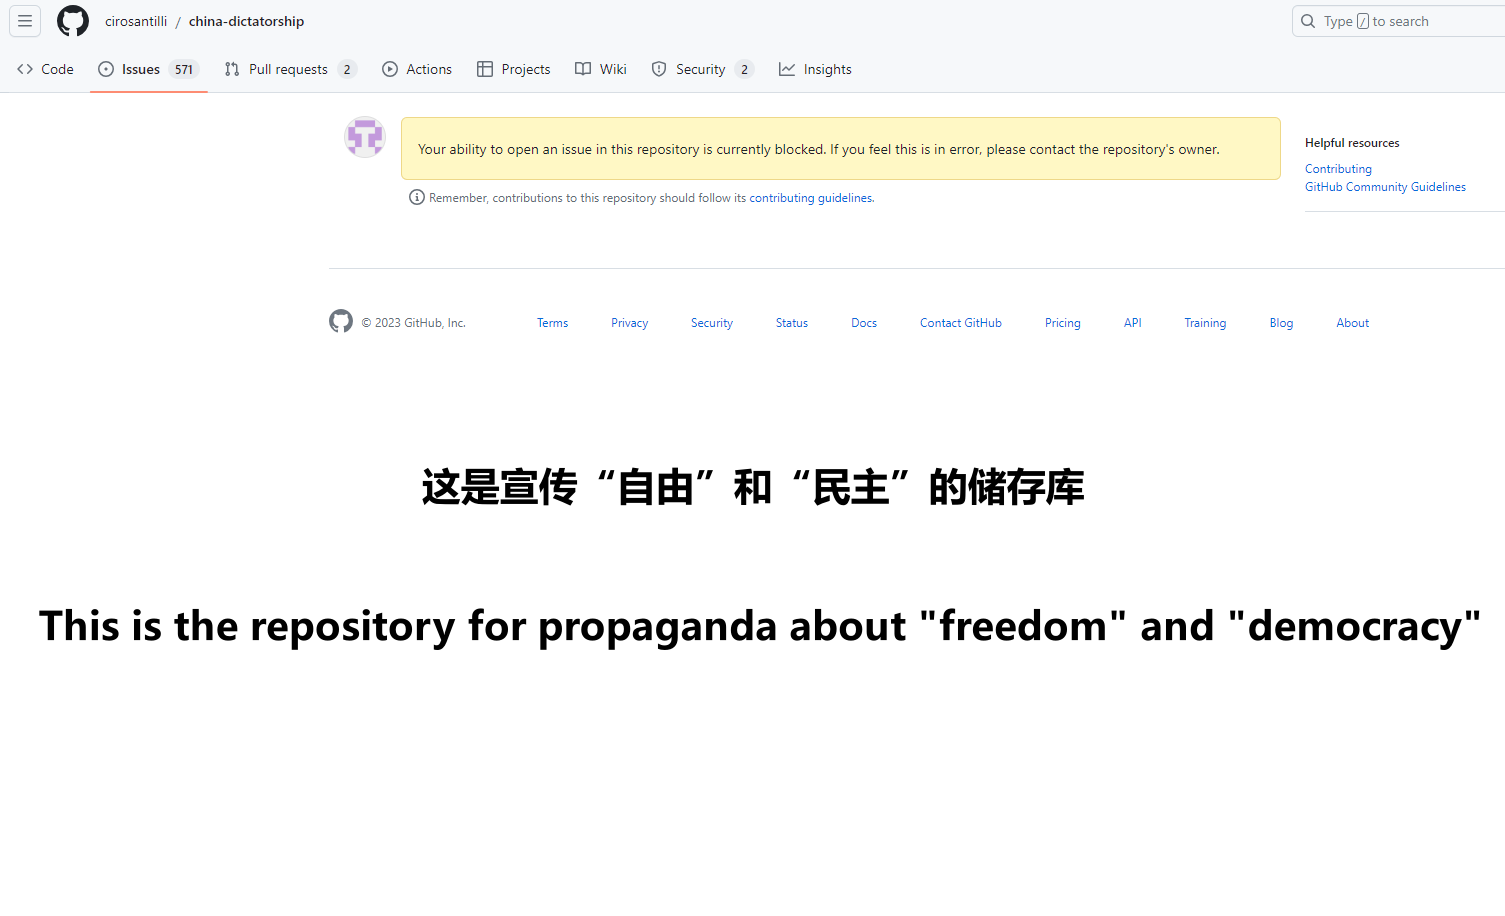 cirosantilli / china-dictatorship
Type / to search
Code Issues 571 Pull requests 2 Actions Projects Wiki Security 2 Insights
Your ability to open an issue in this repository is currently blocked. If you feel this is in error, please contact the repository's owner.
Remember, contributions to this repository should follow its contributing guidelines.
Helpful resources
Contributing
GitHub Community Guidelines
© 2023 GitHub, Inc. Terms Privacy Security Status Docs Contact GitHub Pricing API Training Blog About
这是宣传“自由”和“民主”的储存库
This is the repository for propaganda about "freedom" and "democracy"